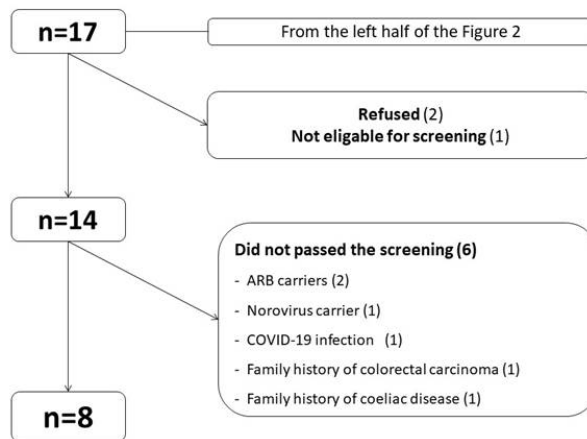 n=17
From the left half of the Figure 2
Refused (2)
Not eligable for screening (1)
n=14
Did not passed the screening (6)
- ARB carriers (2)
- Norovirus carrier (1)
- COVID-19 infection (1)
- Family history of colorectal carcinoma (1)
- Family history of coeliac disease (1)
n=8